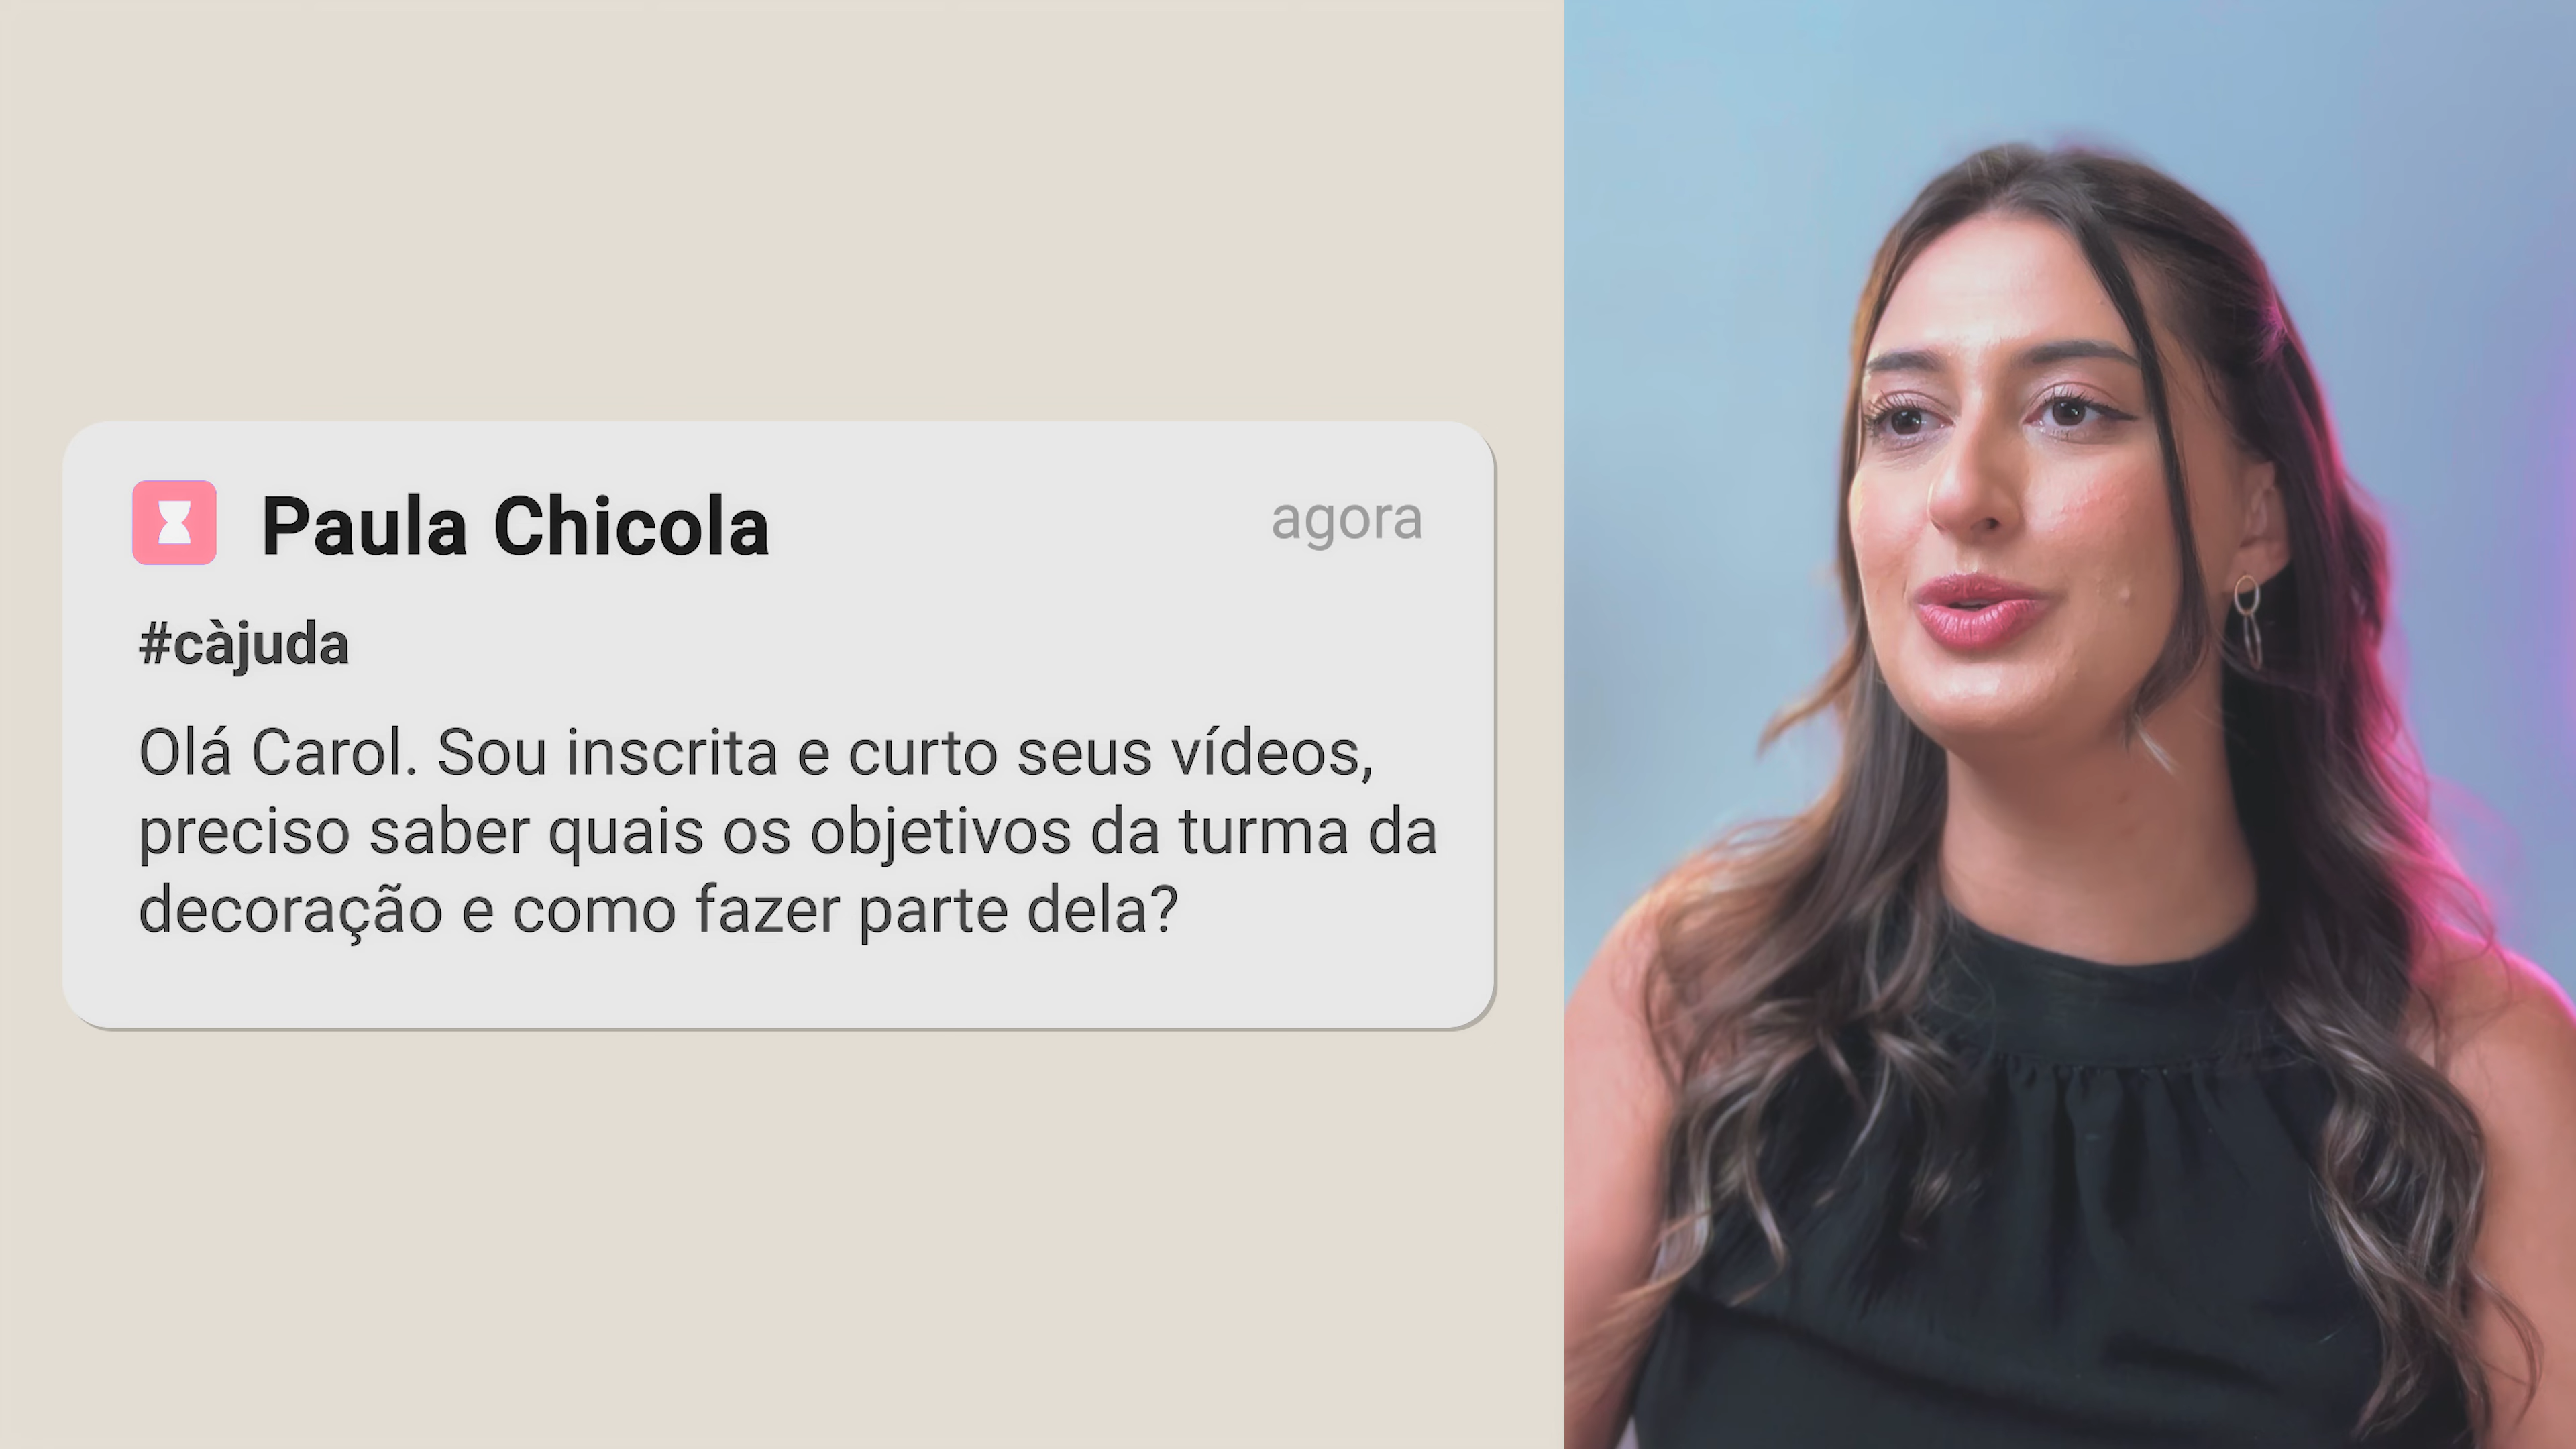 Paula Chicola
agora
#càjuda
Olá Carol. Sou inscrita e curto seus vídeos,
preciso saber quais os objetivos da turma da
decoração e como fazer parte dela?